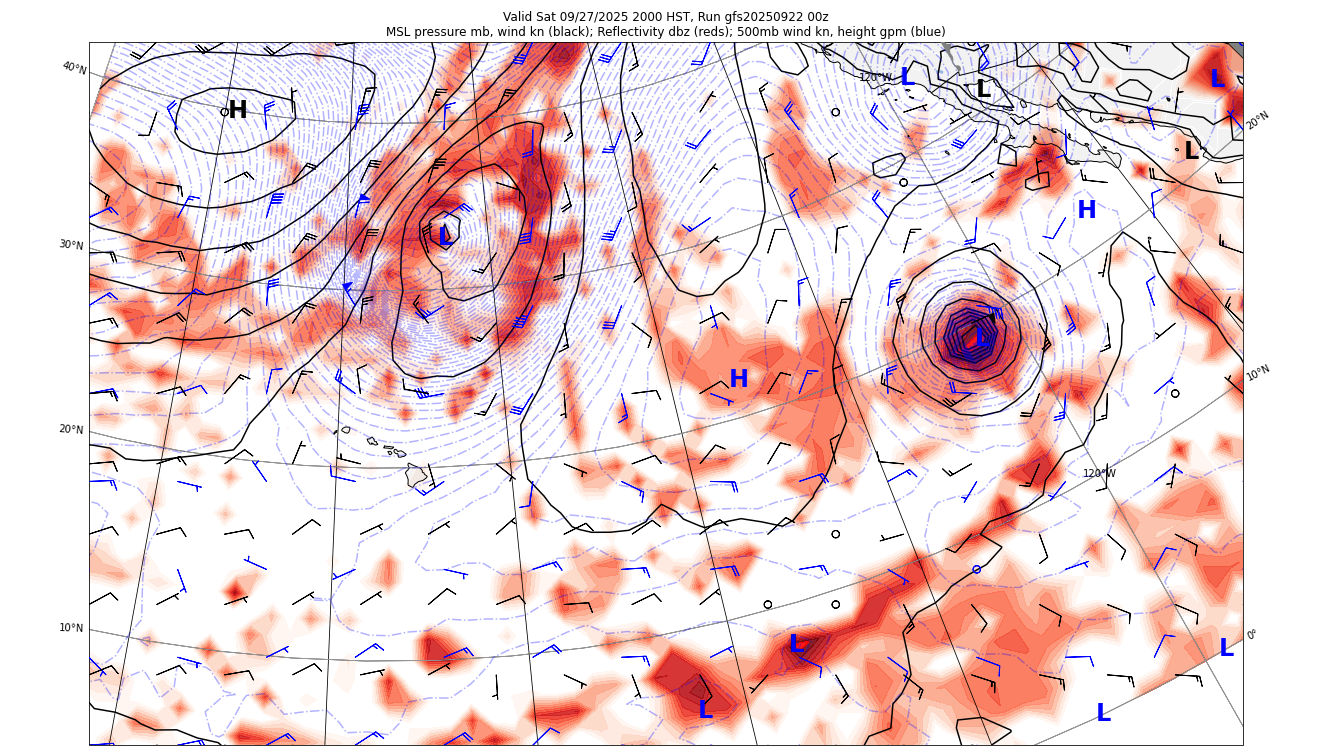 Valid Sat 09/27/2025 2000 HST, Run gfs20250922 00z
MSL pressure mb, wind kn (black); Reflectivity dbz (reds); 500mb wind kn, height gpm (blue)
40°N
120°W
L
L
L
H
20°N
L
H
L
30°N
L
H
10°N
20°N
120°W
10°N
0°
L
L
L
L